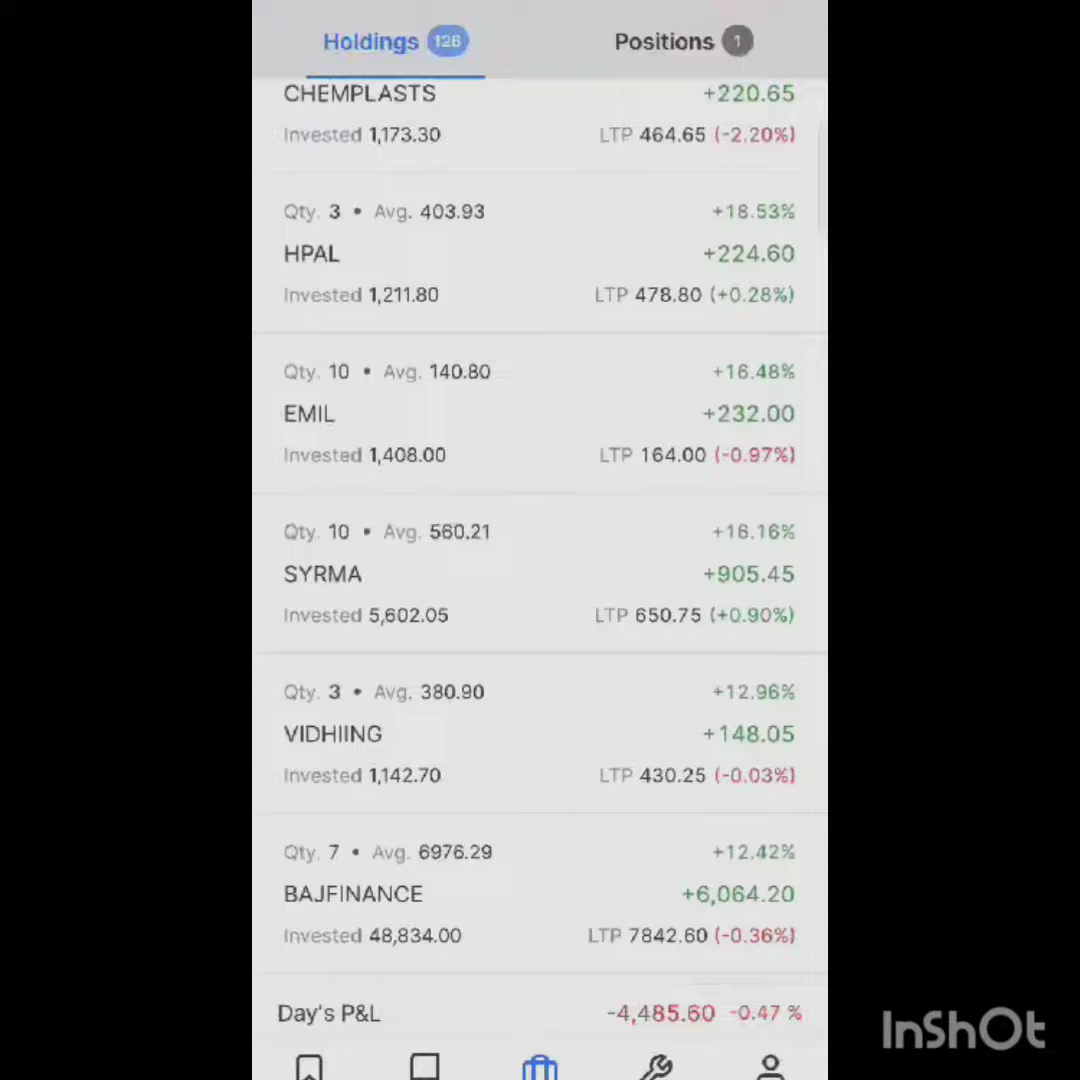 Holdings 126 Positions 1
CHEMPLASTS +220.65
Invested 1,173.30 LTP 464.65 (-2.20%)
Qty. 3 • Avg. 403.93 +18.53%
HPAL +224.60
Invested 1,211.80 LTP 478.80 (+0.28%)
Qty. 10 • Avg. 140.80 +16.48%
EMIL +232.00
Invested 1,408.00 LTP 164.00 (-0.97%)
Qty. 10 • Avg. 560.21 +16.16%
SYRMA +905.45
Invested 5,602.05 LTP 650.75 (+0.90%)
Qty. 3 • Avg. 380.90 +12.96%
VIDHIING +148.05
Invested 1,142.70 LTP 430.25 (-0.03%)
Qty. 7 • Avg. 6976.29 +12.42%
BAJFINANCE +6,064.20
Invested 48,834.00 LTP 7842.60 (-0.36%)
Day's P&L -4,485.60 -0.47 %
InShOt